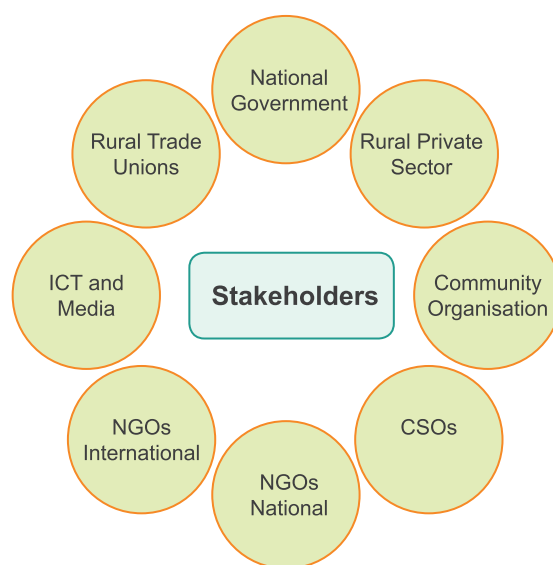 National
Government
Rural Trade
Unions
Rural Private
Sector
ICT and
Media
Stakeholders
Community
Organisation
NGOs
International
CSOs
NGOs
National